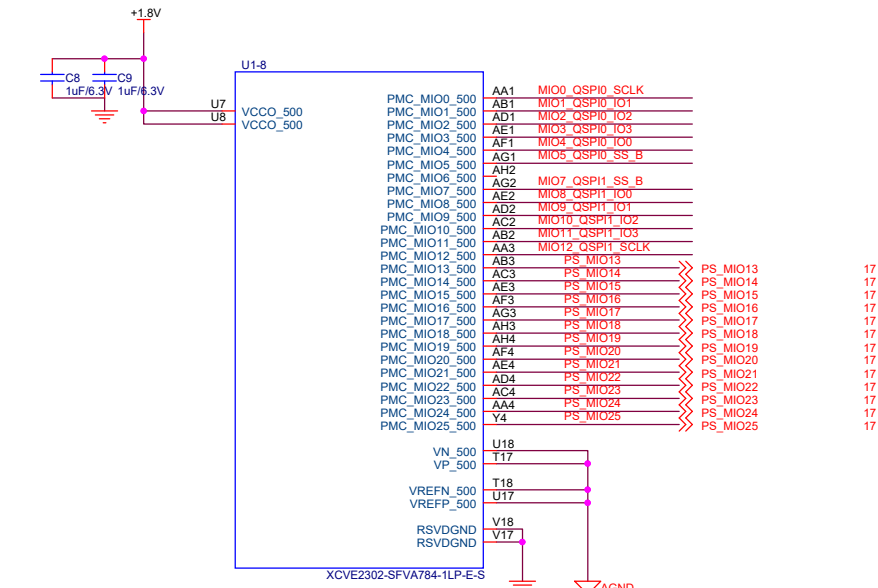 +1.8V
U1-8
C8
1uF/6.3V
C9
1uF/6.3V
U7
VCCO_500
U8
VCCO_500
PMC_MIO0_500 AA1 MIO0_QSPI0_SCLK
PMC_MIO1_500 AB1 MIO1_QSPI0_IO1
PMC_MIO2_500 AD1 MIO2_QSPI0_IO2
PMC_MIO3_500 AE1 MIO3_QSPI0_IO3
PMC_MIO4_500 AF1 MIO4_QSPI0_IO0
PMC_MIO5_500 AG1 MIO5_QSPI0_SS_B
PMC_MIO6_500 AH2
PMC_MIO7_500 AG2 MIO7_QSPI1_SS_B
PMC_MIO8_500 AE2 MIO8_QSPI1_IO0
PMC_MIO9_500 AD2 MIO9_QSPI1_IO1
PMC_MIO10_500 AC2 MIO10_QSPI1_IO2
PMC_MIO11_500 AB2 MIO11_QSPI1_IO3
PMC_MIO12_500 AA3 MIO12_QSPI1_SCLK
PMC_MIO13_500 AB3 PS_MIO13 PS_MIO13 17
PMC_MIO14_500 AC3 PS_MIO14 PS_MIO14 17
PMC_MIO15_500 AE3 PS_MIO15 PS_MIO15 17
PMC_MIO16_500 AF3 PS_MIO16 PS_MIO16 17
PMC_MIO17_500 AG3 PS_MIO17 PS_MIO17 17
PMC_MIO18_500 AH3 PS_MIO18 PS_MIO18 17
PMC_MIO19_500 AH4 PS_MIO19 PS_MIO19 17
PMC_MIO20_500 AF4 PS_MIO20 PS_MIO20 17
PMC_MIO21_500 AE4 PS_MIO21 PS_MIO21 17
PMC_MIO22_500 AD4 PS_MIO22 PS_MIO22 17
PMC_MIO23_500 AC4 PS_MIO23 PS_MIO23 17
PMC_MIO24_500 AA4 PS_MIO24 PS_MIO24 17
PMC_MIO25_500 Y4 PS_MIO25 PS_MIO25 17
VN_500 U18
VP_500 T17
VREFN_500 T18
VREFP_500 U17
RSVDGND V18
RSVDGND V17
XCVE2302-SFVA784-1LP-E-S
AGND